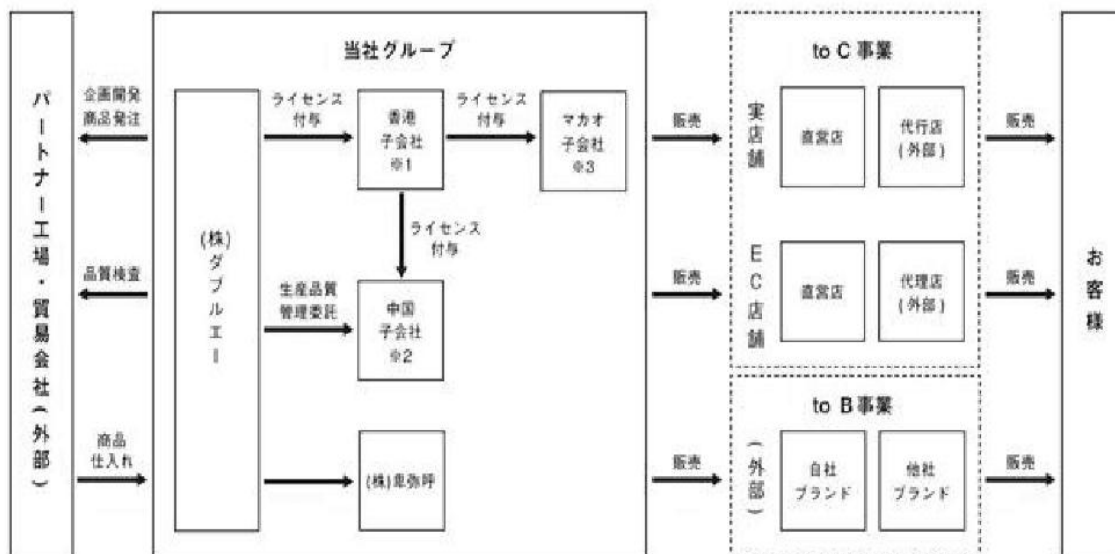 パートナー工場・貿易会社(外部)
企画開発
商品発注
品質検査
商品
仕入れ
当社グループ
(株)ダブルエー
ライセンス
付与
香港
子会社
※1
ライセンス
付与
マカオ
子会社
※3
ライセンス
付与
生産品質
管理委託
中国
子会社
※2
(株)卑弥呼
販売
販売
販売
to C 事業
実店舗
直営店
代行店
(外部)
EC店舗
直営店
代理店
(外部)
to B 事業
(外部)
自社
ブランド
他社
ブランド
販売
販売
販売
お客様